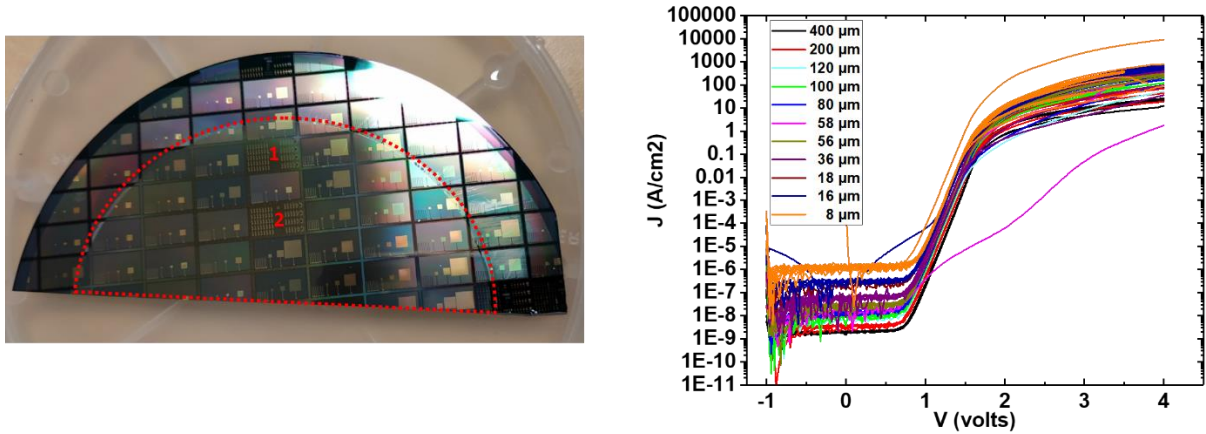 1
2
100000
10000
1000
100
10
1
0.1
0.01
1E-3
1E-4
1E-5
1E-6
1E-7
1E-8
1E-9
1E-10
1E-11
J (A/cm2)
400 µm
200 µm
120 µm
100 µm
80 µm
58 µm
56 µm
36 µm
18 µm
16 µm
8 µm
-1
0
1
2
3
4
V (volts)